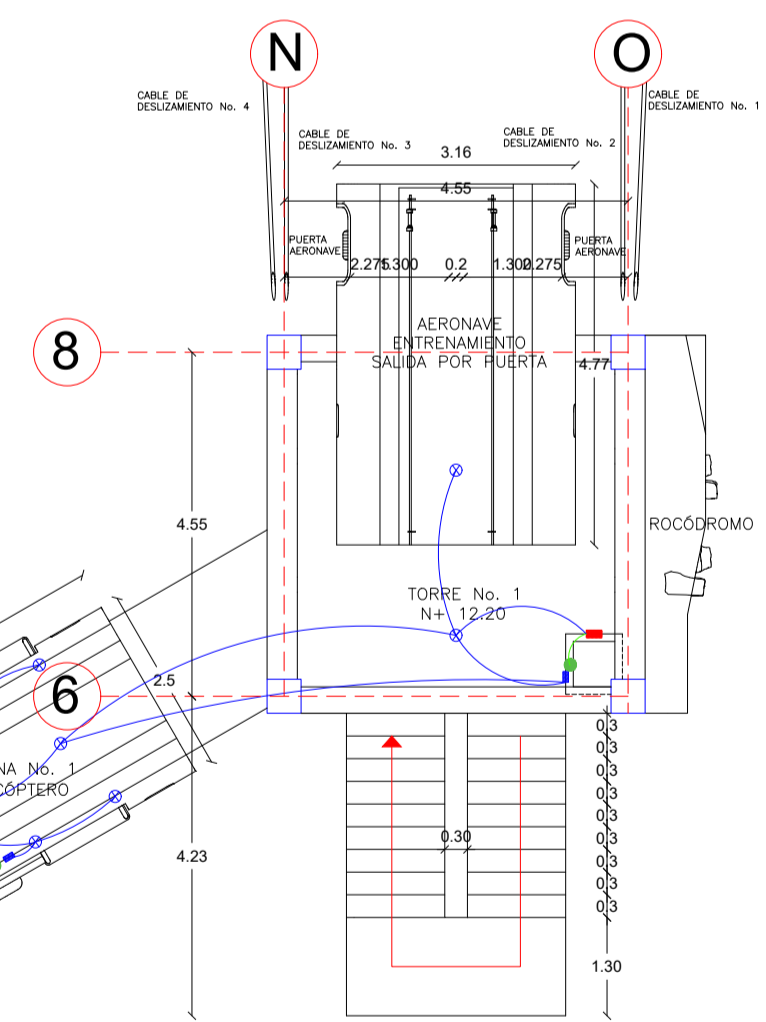 N
O
CABLE DE
DESLIZAMIENTO No. 4
CABLE DE
DESLIZAMIENTO No. 1
CABLE DE
DESLIZAMIENTO No. 3
CABLE DE
DESLIZAMIENTO No. 2
3.16
4.55
PUERTA
AERONAVE
PUERTA
AERONAVE
2.275
1.300
0.2
1.300
2.275
AERONAVE
ENTRENAMIENTO
SALIDA POR PUERTA
8
4.77
4.55
ROCÓDROMO
TORRE No. 1
N+ 12.20
2.5
6
NA No. 1
CÓPTERO
0.3
0.3
0.3
0.3
0.3
0.3
0.3
0.3
0.3
0.30
4.23
1.30